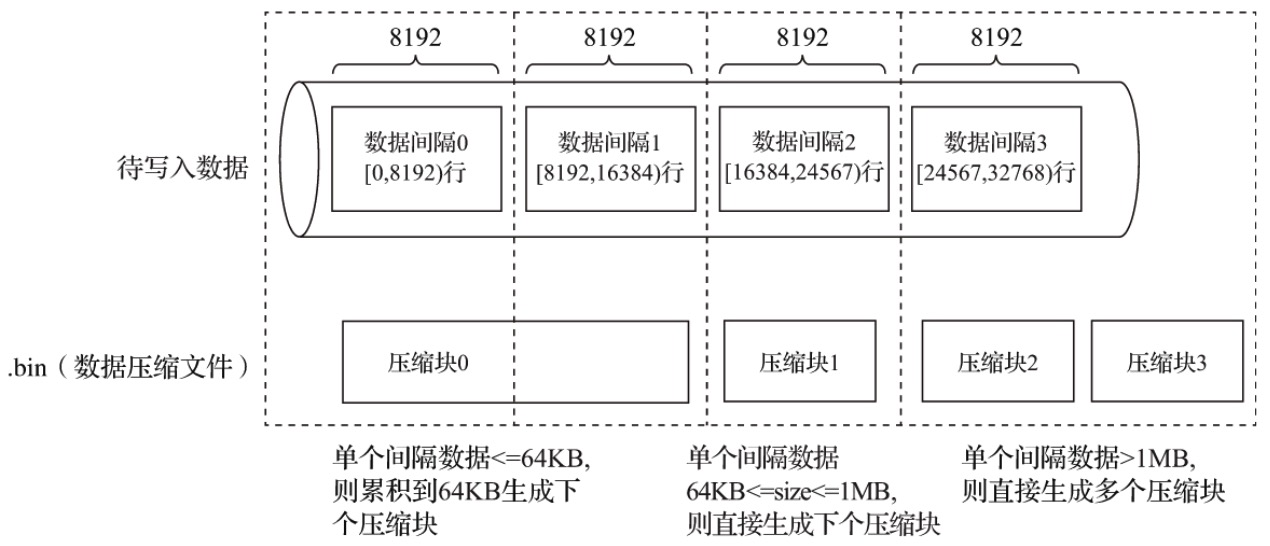 8192
8192
8192
8192
待写入数据
数据间隔0
[0,8192)行
数据间隔1
[8192,16384)行
数据间隔2
[16384,24567)行
数据间隔3
[24567,32768)行
.bin（数据压缩文件）
压缩块0
压缩块1
压缩块2
压缩块3
单个间隔数据<=64KB,
则累积到64KB生成下
个压缩块
单个间隔数据
64KB<=size<=1MB,
则直接生成下个压缩块
单个间隔数据>1MB,
则直接生成多个压缩块